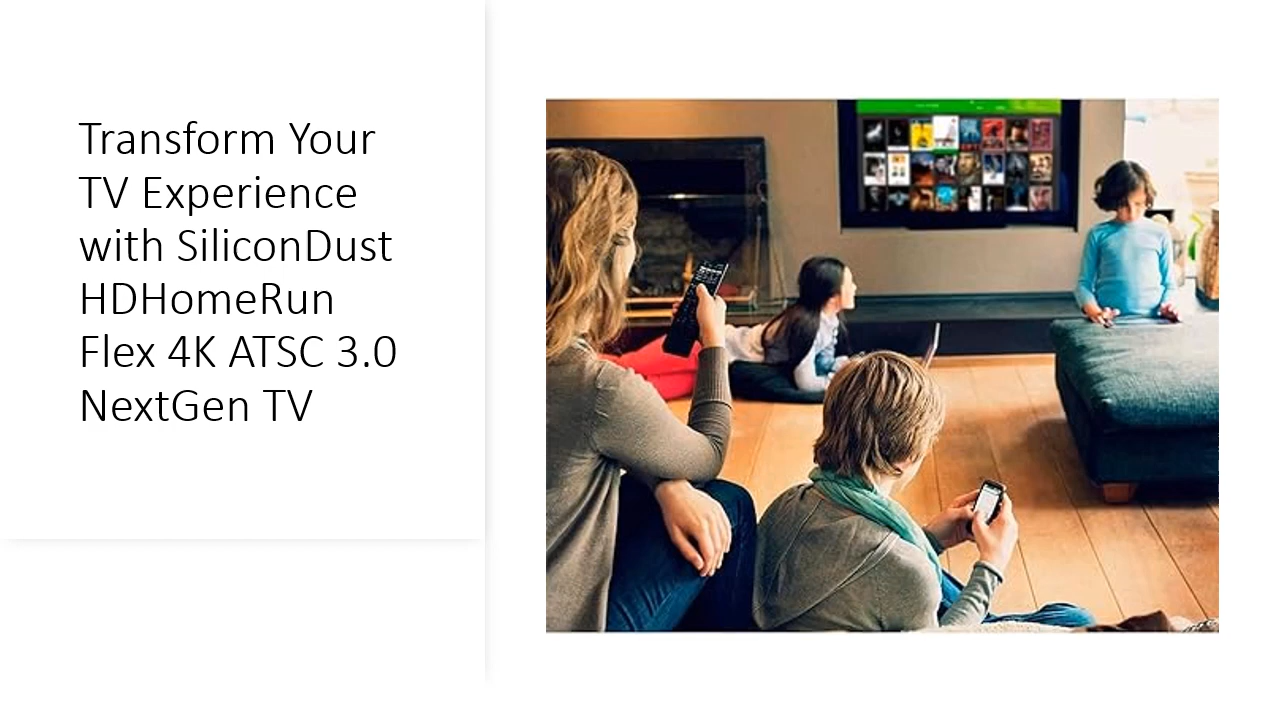 Transform Your
TV Experience
with SiliconDust
HDHomeRun
Flex 4K ATSC 3.0
NextGen TV